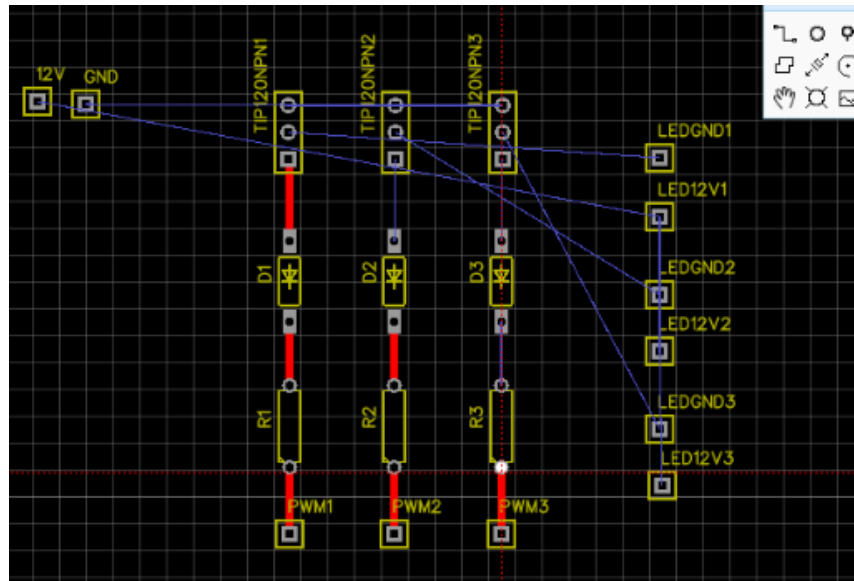 12V
GND
TIP120NPN1
TIP120NPN2
TIP120NPN3
LEDGND1
LED12V1
D1
D2
D3
LEDGND2
LED12V2
R1
R2
R3
LEDGND3
LED12V3
PWM1
PWM2
PWM3